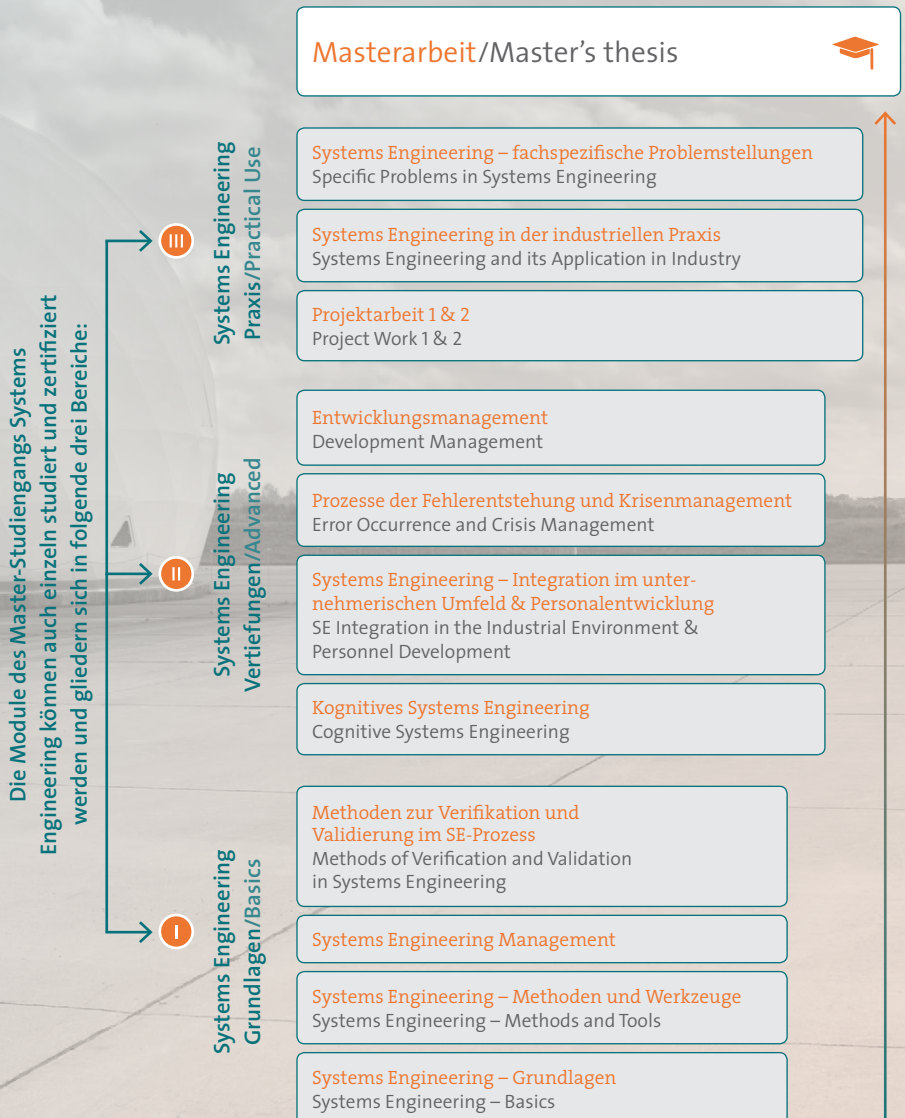 Masterarbeit/Master's thesis
Die Module des Master-Studiengangs Systems
Engineering können auch einzeln studiert und zertifiziert
werden und gliedern sich in folgende drei Bereiche:
III
Systems Engineering
Praxis/Practical Use
Systems Engineering – fachspezifische Problemstellungen
Specific Problems in Systems Engineering
Systems Engineering in der industriellen Praxis
Systems Engineering and its Application in Industry
Projektarbeit 1 & 2
Project Work 1 & 2
II
Systems Engineering
Vertiefungen/Advanced
Entwicklungsmanagement
Development Management
Prozesse der Fehlerentstehung und Krisenmanagement
Error Occurrence and Crisis Management
Systems Engineering – Integration im unter-
nehmerischen Umfeld & Personalentwicklung
SE Integration in the Industrial Environment &
Personnel Development
Kognitives Systems Engineering
Cognitive Systems Engineering
I
Systems Engineering
Grundlagen/Basics
Methoden zur Verifikation und
Validierung im SE-Prozess
Methods of Verification and Validation
in Systems Engineering
Systems Engineering Management
Systems Engineering – Methoden und Werkzeuge
Systems Engineering – Methods and Tools
Systems Engineering – Grundlagen
Systems Engineering – Basics